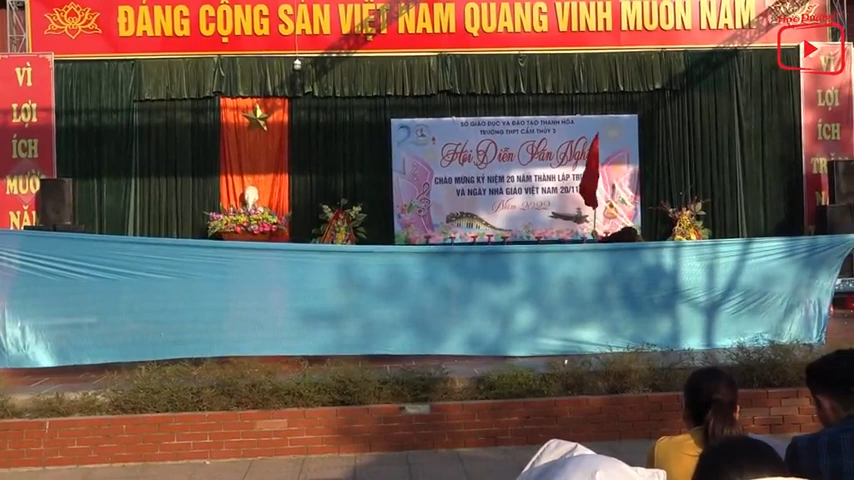 ĐẢNG CỘNG SẢN VIỆT NAM QUANG VINH MUÔN NĂM
VÌ
LỢI
ÍCH
MƯỜI
NĂM
SỞ GIÁO DỤC VÀ ĐÀO TẠO THANH HÓA
TRƯỜNG THPT CẨM THỦY 3
Hội Diễn Văn Nghệ
CHÀO MỪNG KỶ NIỆM 20 NĂM THÀNH LẬP
VÀ NGÀY NHÀ GIÁO VIỆT NAM 20/11
Năm 2022
VÌ
LỢI
ÍCH